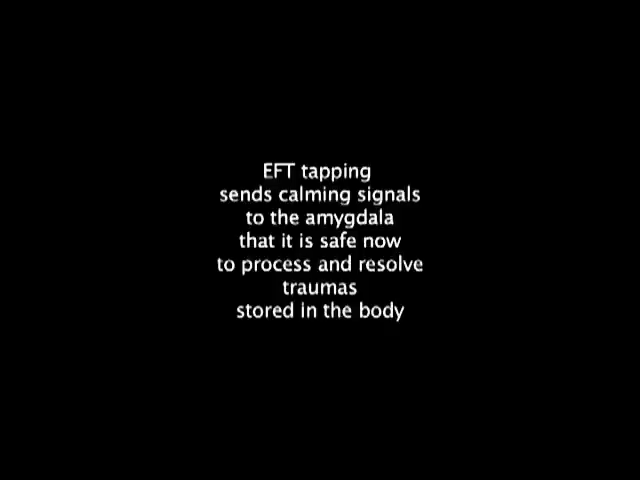 EFT tapping
sends calming signals
to the amygdala
that it is safe now
to process and resolve
traumas
stored in the body